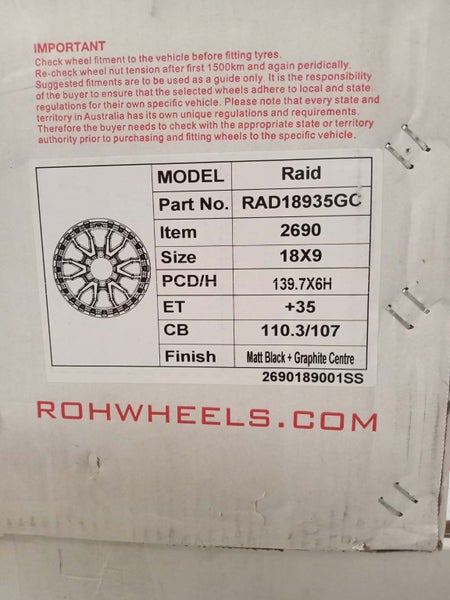 IMPORTANT
Check wheel fitment to the vehicle before fitting tyres.
Re-check wheel nut tension after first 1500km and again peridically.
Suggested fitments are to be used as a guide only. It is the responsibility
of the buyer to ensure that the selected wheels adhere to local and state
regulations for their own specific vehicle. Please note that every state and
territory in Australia has its own unique regulations and requirements.
Therefore the buyer needs to check with the appropriate state or territory
authority prior to purchasing and fitting wheels to the specific vehicle.
MODEL Raid
Part No. RAD18935GC
Item 2690
Size 18X9
PCD/H 139.7X6H
ET +35
CB 110.3/107
Finish Matt Black + Graphite Centre
2690189001SS
ROHWHEELS.COM